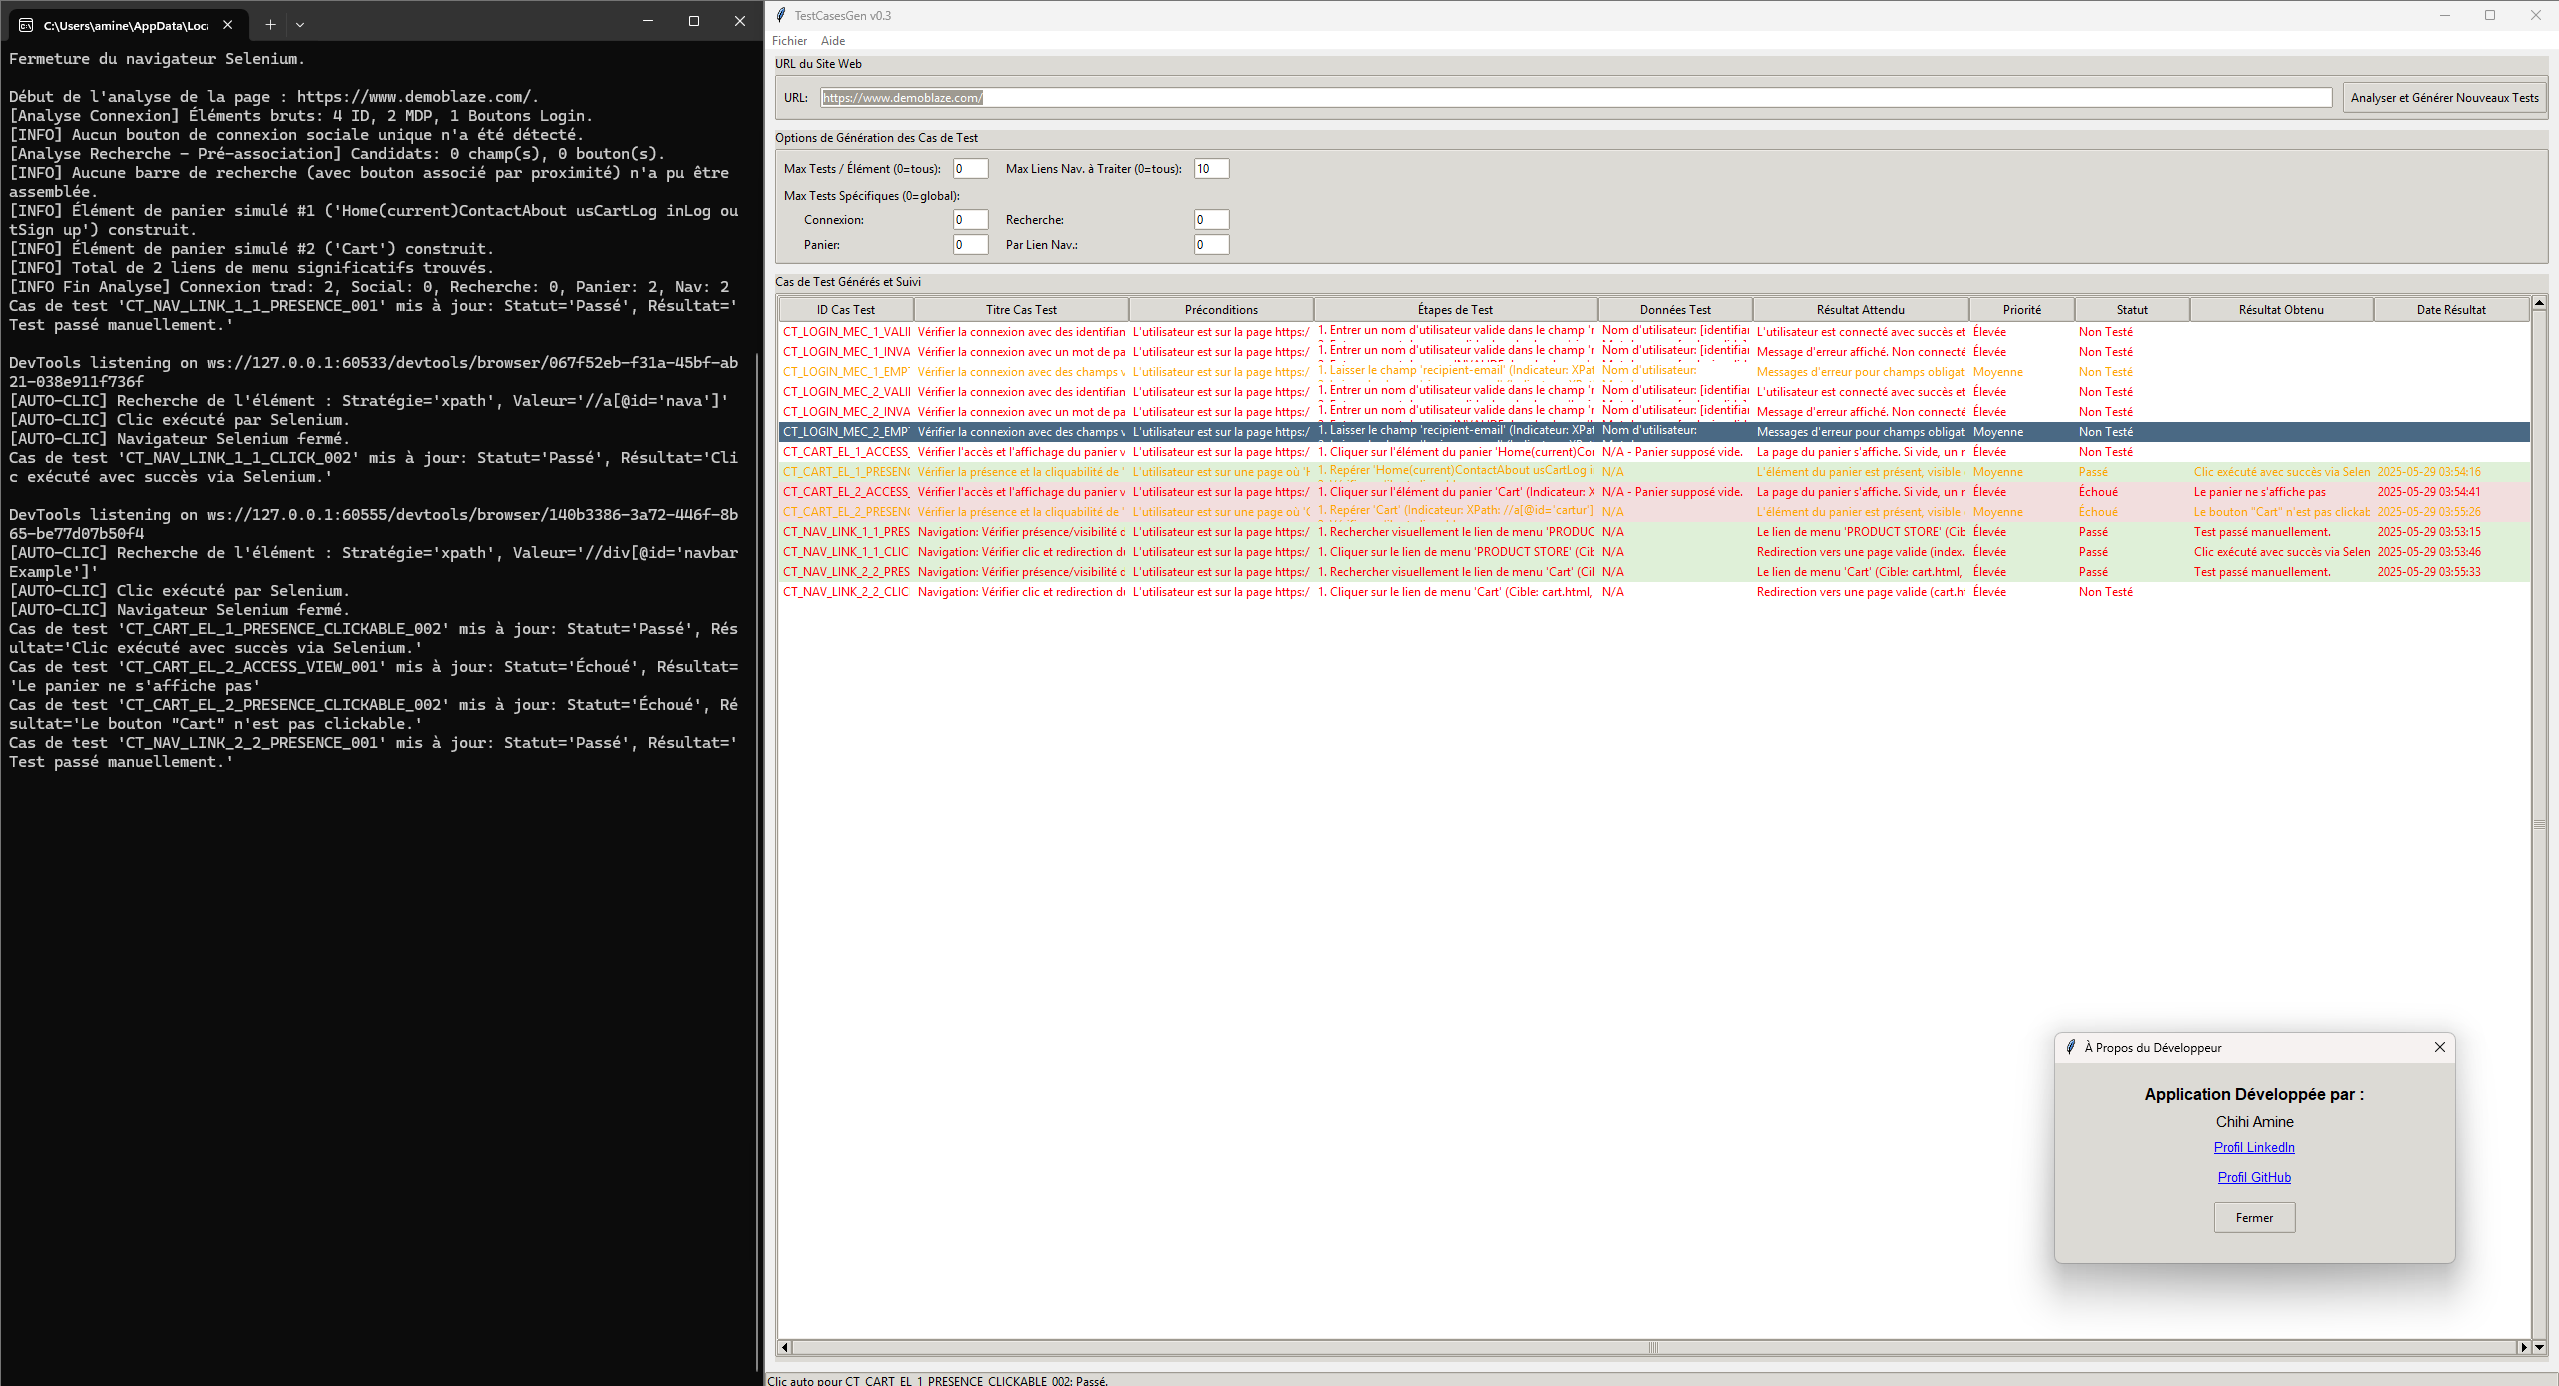 C:\Users\amine\AppData\Loca
Fermeture du navigateur Selenium.
Début de l'analyse de la page : https://www.demoblaze.com/.
[Analyse Connexion] Éléments bruts: 4 ID, 2 MDP, 1 Boutons Login.
[INFO] Aucun bouton de connexion sociale unique n'a été détecté.
[Analyse Recherche - Pré-association] Candidats: 0 champ(s), 0 bouton(s).
[INFO] Aucune barre de recherche (avec bouton associé par proximité) n'a pu être
assemblée.
[INFO] Élément de panier simulé #1 ('Home(current)ContactAbout usCartLog inLog ou
tSign up') construit.
[INFO] Élément de panier simulé #2 ('Cart') construit.
[INFO] Total de 2 liens de menu significatifs trouvés.
[INFO Fin Analyse] Connexion trad: 2, Social: 0, Recherche: 0, Panier: 2, Nav: 2
Cas de test 'CT_NAV_LINK_1_1_PRESENCE_001' mis à jour: Statut='Passé', Résultat='
Test passé manuellement.'
DevTools listening on ws://127.0.0.1:60533/devtools/browser/067f52eb-f31a-45bf-ab
21-038e911f736f
[AUTO-CLIC] Recherche de l'élément : Stratégie='xpath', Valeur='//a[@id='nava']'
[AUTO-CLIC] Clic exécuté par Selenium.
[AUTO-CLIC] Navigateur Selenium fermé.
Cas de test 'CT_NAV_LINK_1_1_CLICK_002' mis à jour: Statut='Passé', Résultat='Cli
c exécuté avec succès via Selenium.'
DevTools listening on ws://127.0.0.1:60555/devtools/browser/140b3386-3a72-446f-8b
65-be77d07b50f4
[AUTO-CLIC] Recherche de l'élément : Stratégie='xpath', Valeur='//div[@id='navbar
Example']'
[AUTO-CLIC] Clic exécuté par Selenium.
[AUTO-CLIC] Navigateur Selenium fermé.
Cas de test 'CT_CART_EL_1_PRESENCE_CLICKABLE_002' mis à jour: Statut='Passé', Rés
ultat='Clic exécuté avec succès via Selenium.'
Cas de test 'CT_CART_EL_2_ACCESS_VIEW_001' mis à jour: Statut='Échoué', Résultat=
'Le panier ne s'affiche pas'
Cas de test 'CT_CART_EL_2_PRESENCE_CLICKABLE_002' mis à jour: Statut='Échoué', Ré
sultat='Le bouton "Cart" n'est pas clickable.'
Cas de test 'CT_NAV_LINK_2_2_PRESENCE_001' mis à jour: Statut='Passé', Résultat='
Test passé manuellement.'
TestCasesGen v0.3
Fichier Aide
URL du Site Web
URL: https://www.demoblaze.com/ Analyser et Générer Nouveaux Tests
Options de Génération des Cas de Test
Max Tests / Élément (0=tous): 0 Max Liens Nav. à Traiter (0=tous): 10
Max Tests Spécifiques (0=global):
Connexion: 0 Recherche: 0
Panier: 0 Par Lien Nav.: 0
Cas de Test Générés et Suivi
ID Cas Test Titre Cas Test Préconditions Étapes de Test Données Test Résultat Attendu Priorité Statut Résultat Obtenu Date Résultat
CT_LOGIN_MEC_1_VALI Vérifier la connexion avec des identifian L'utilisateur est sur la page https:/ 1. Entrer un nom d'utilisateur valide dans le champ 'r Nom d'utilisateur: [identifiar L'utilisateur est connecté avec succès et Élevée Non Testé
CT_LOGIN_MEC_1_INVA Vérifier la connexion avec un mot de pa L'utilisateur est sur la page https:/ 1. Entrer un nom d'utilisateur valide dans le champ 'r Nom d'utilisateur: [identifiar Message d'erreur affiché. Non connecté Élevée Non Testé
CT_LOGIN_MEC_1_EMP Vérifier la connexion avec des champs v L'utilisateur est sur la page https:/ 1. Laisser le champ 'recipient-email' (Indicateur: XPat Nom d'utilisateur: Messages d'erreur pour champs obligat Moyenne Non Testé
CT_LOGIN_MEC_2_VALI Vérifier la connexion avec des identifian L'utilisateur est sur la page https:/ 1. Entrer un nom d'utilisateur valide dans le champ 'r Nom d'utilisateur: [identifiar L'utilisateur est connecté avec succès et Élevée Non Testé
CT_LOGIN_MEC_2_INVA Vérifier la connexion avec un mot de pa L'utilisateur est sur la page https:/ 1. Entrer un nom d'utilisateur valide dans le champ 'r Nom d'utilisateur: [identifiar Message d'erreur affiché. Non connecté Élevée Non Testé
CT_LOGIN_MEC_2_EMP Vérifier la connexion avec des champs v L'utilisateur est sur la page https:/ 1. Laisser le champ 'recipient-email' (Indicateur: XPat Nom d'utilisateur: Messages d'erreur pour champs obligat Moyenne Non Testé
CT_CART_EL_1_ACCESS_ Vérifier l'accès et l'affichage du panier v L'utilisateur est sur la page https:/ 1. Cliquer sur l'élément du panier 'Home(current)Co N/A - Panier supposé vide. La page du panier s'affiche. Si vide, un r Élevée Non Testé
CT_CART_EL_1_PRESENC Vérifier la présence et la cliquabilité de ' L'utilisateur est sur une page où 'H 1. Repérer 'Home(current)ContactAbout usCartLog i N/A L'élément du panier est présent, visible Moyenne Passé Clic exécuté avec succès via Selen 2025-05-29 03:54:16
CT_CART_EL_2_ACCESS_ Vérifier l'accès et l'affichage du panier v L'utilisateur est sur la page https:/ 1. Cliquer sur l'élément du panier 'Cart' (Indicateur: X N/A - Panier supposé vide. La page du panier s'affiche. Si vide, un r Élevée Échoué Le panier ne s'affiche pas 2025-05-29 03:54:41
CT_CART_EL_2_PRESENC Vérifier la présence et la cliquabilité de ' L'utilisateur est sur une page où 'C 1. Repérer 'Cart' (Indicateur: XPath: //a[@id='cartur'] N/A L'élément du panier est présent, visible Moyenne Échoué Le bouton "Cart" n'est pas clickab 2025-05-29 03:55:26
CT_NAV_LINK_1_1_PRES Navigation: Vérifier présence/visibilité d L'utilisateur est sur la page https:/ 1. Rechercher visuellement le lien de menu 'PRODUC N/A Le lien de menu 'PRODUCT STORE' (Cib Élevée Passé Test passé manuellement. 2025-05-29 03:53:15
CT_NAV_LINK_1_1_CLIC Navigation: Vérifier clic et redirection du L'utilisateur est sur la page https:/ 1. Cliquer sur le lien de menu 'PRODUCT STORE' (Cib N/A Redirection vers une page valide (index. Élevée Passé Clic exécuté avec succès via Selen 2025-05-29 03:53:46
CT_NAV_LINK_2_2_PRES Navigation: Vérifier présence/visibilité d L'utilisateur est sur la page https:/ 1. Rechercher visuellement le lien de menu 'Cart' (Cil N/A Le lien de menu 'Cart' (Cible: cart.html, Élevée Passé Test passé manuellement. 2025-05-29 03:55:33
CT_NAV_LINK_2_2_CLIC Navigation: Vérifier clic et redirection du L'utilisateur est sur la page https:/ 1. Cliquer sur le lien de menu 'Cart' (Cible: cart.html, N/A Redirection vers une page valide (cart.h Élevée Non Testé
À Propos du Développeur
Application Développée par :
Chihi Amine
Profil LinkedIn
Profil GitHub
Fermer
Clic auto pour CT_CART_EL_1_PRESENCE_CLICKABLE_002: Passé.